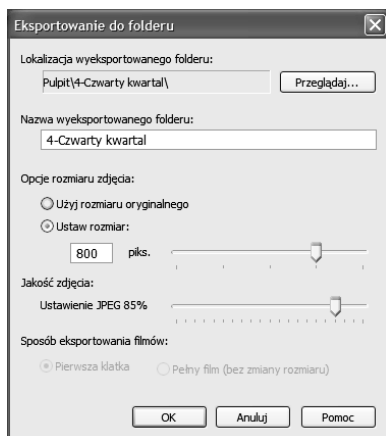 Eksportowanie do folderu
Lokalizacja wyeksportowanego folderu:
Pulpit\4-Czwarty kwartal\ Przeglądaj...
Nazwa wyeksportowanego folderu:
4-Czwarty kwartal
Opcje rozmiaru zdjęcia:
Użyj rozmiaru oryginalnego
Ustaw rozmiar:
800 piks.
Jakość zdjęcia:
Ustawienie JPEG 85%
Sposób eksportowania filmów:
Pierwsza klatka Pełny film (bez zmiany rozmiaru)
OK Anuluj Pomoc